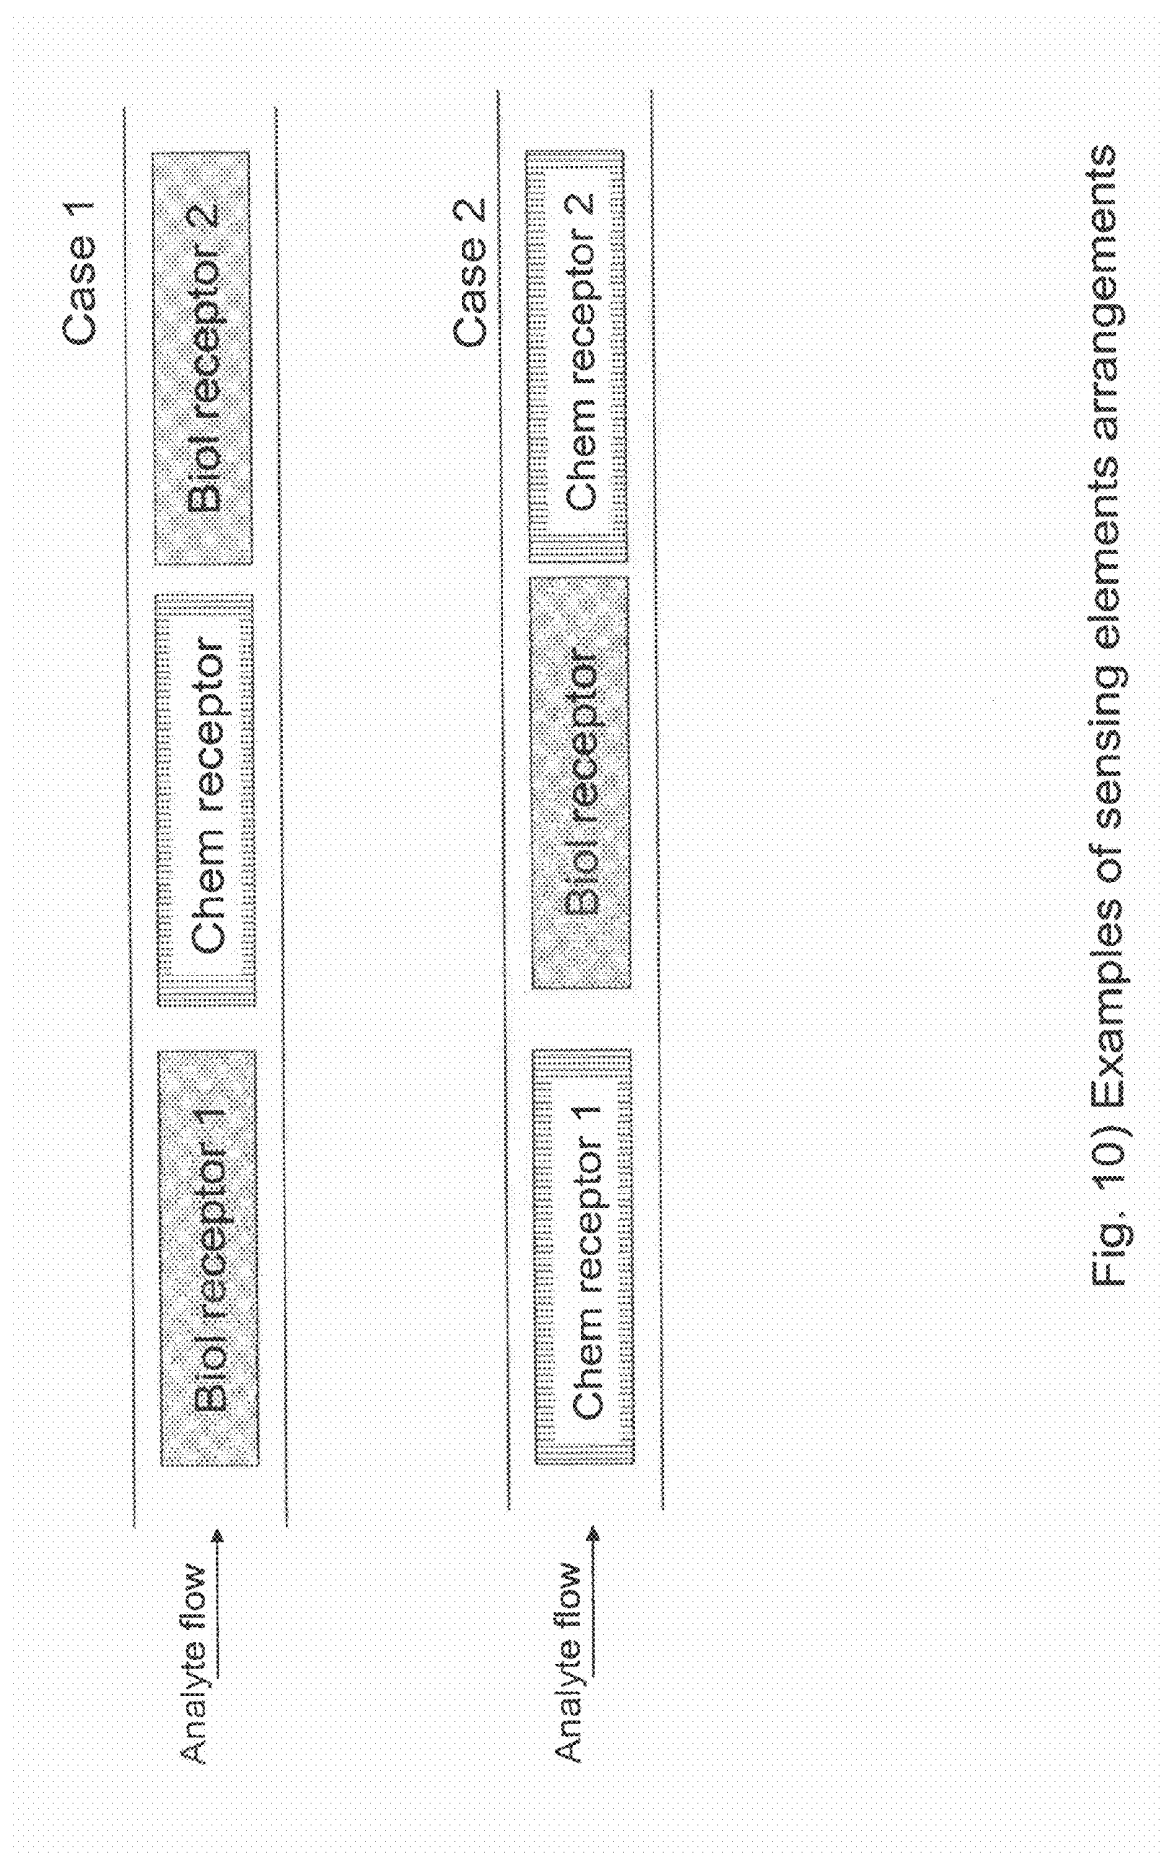 Case 1
Analyte flow
Biol receptor 1
Chem receptor
Biol receptor 2
Case 2
Analyte flow
Chem receptor 1
Biol receptor
Chem receptor 2
Fig. 10) Examples of sensing elements arrangements